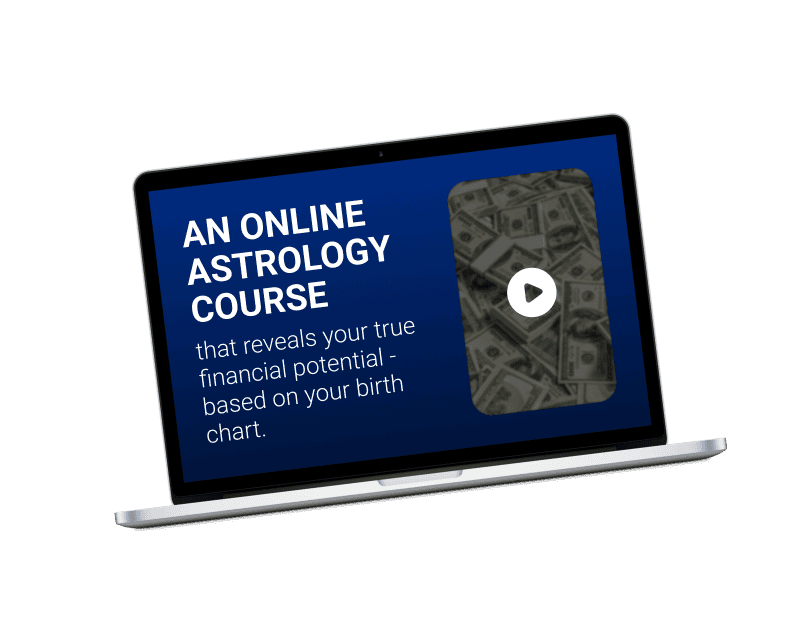 AN ONLINE
ASTROLOGY
COURSE
that reveals your true
financial potential -
based on your birth
chart.